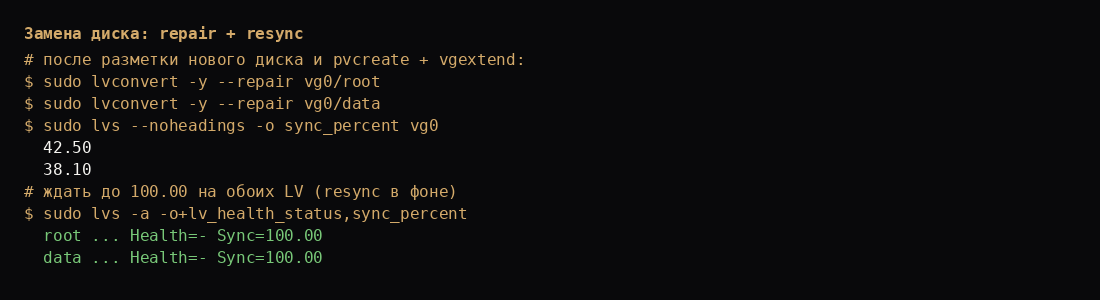 Замена диска: repair + resync
# после разметки нового диска и pvcreate + vgextend:
$ sudo lvconvert -y --repair vg0/root
$ sudo lvconvert -y --repair vg0/data
$ sudo lvs --noheadings -o sync_percent vg0
42.50
38.10
# ждать до 100.00 на обоих LV (resync в фоне)
$ sudo lvs -a -o+lv_health_status,sync_percent
root ... Health=- Sync=100.00
data ... Health=- Sync=100.00